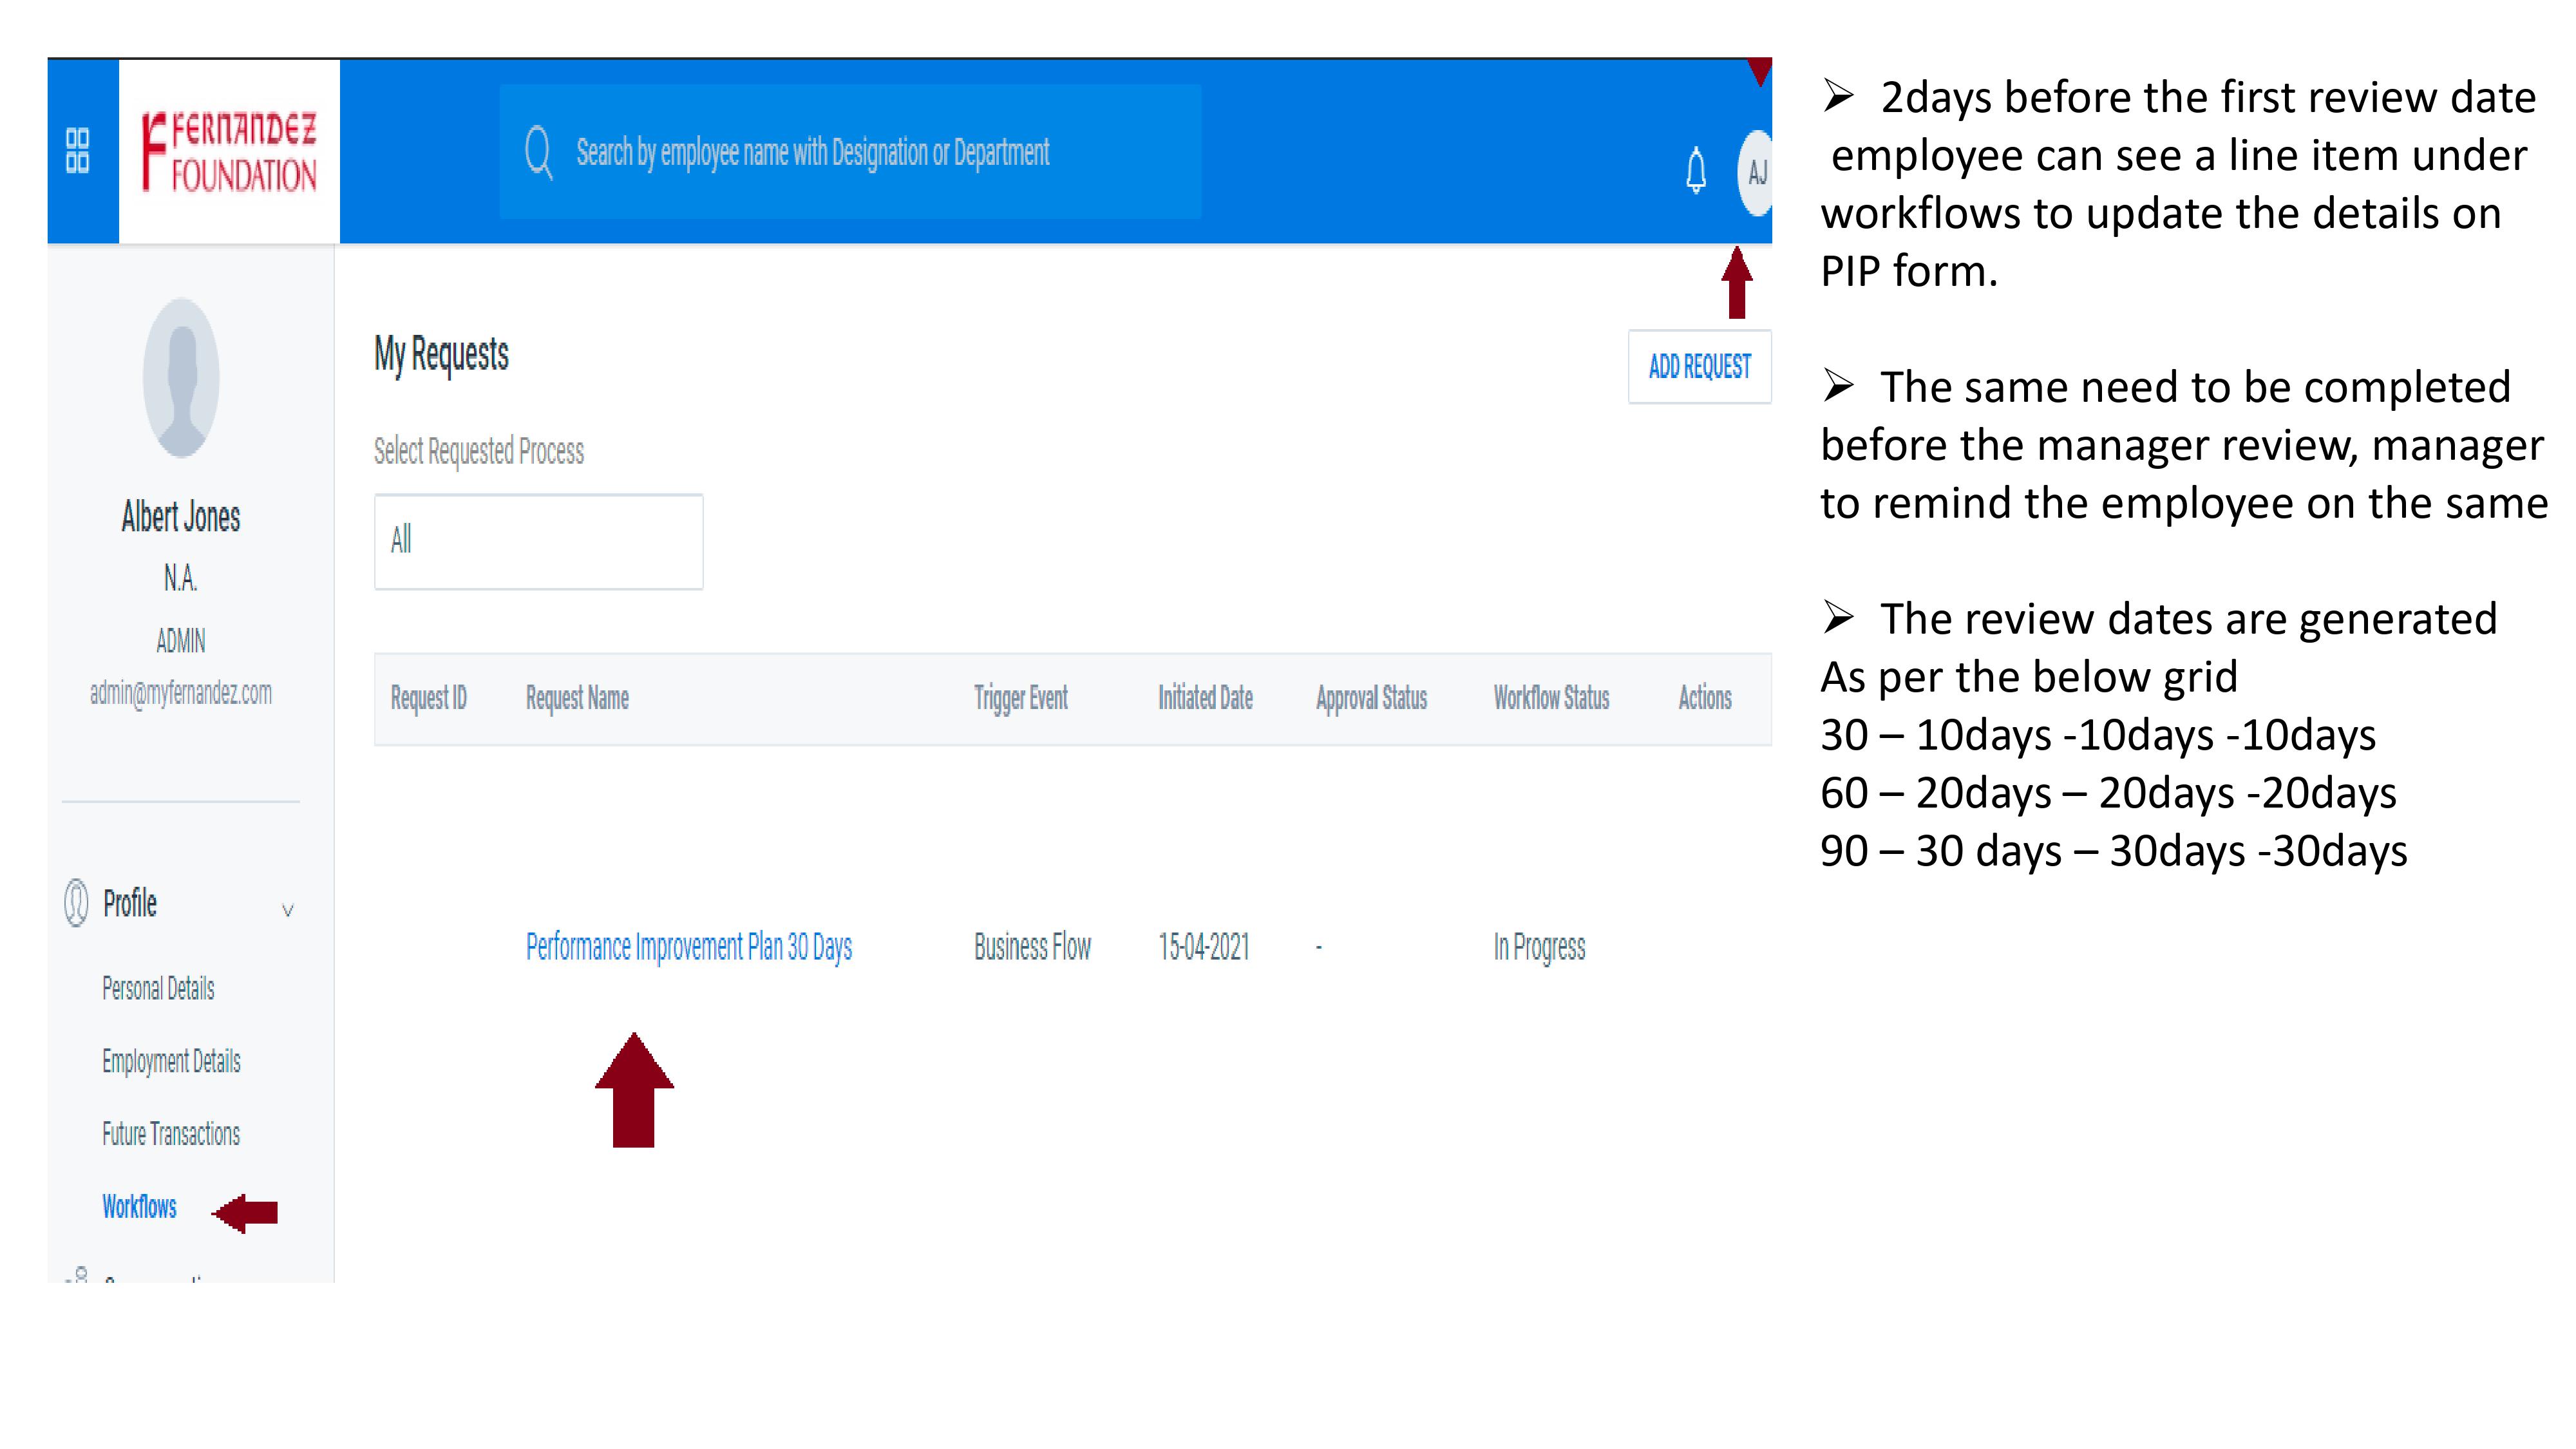 FERNANDEZ
FOUNDATION
Search by employee name with Designation or Department
AJ
Albert Jones
N.A.
ADMIN
admin@myfernandez.com
Profile
Personal Details
Employment Details
Future Transactions
Workflows
My Requests
ADD REQUEST
Select Requested Process
All
Request ID Request Name Trigger Event Initiated Date Approval Status Workflow Status Actions
Performance Improvement Plan 30 Days Business Flow 15-04-2021 - In Progress
➢ 2days before the first review date
employee can see a line item under
workflows to update the details on
PIP form.
➢ The same need to be completed
before the manager review, manager
to remind the employee on the same
➢ The review dates are generated
As per the below grid
30 – 10days -10days -10days
60 – 20days – 20days -20days
90 – 30 days – 30days -30days